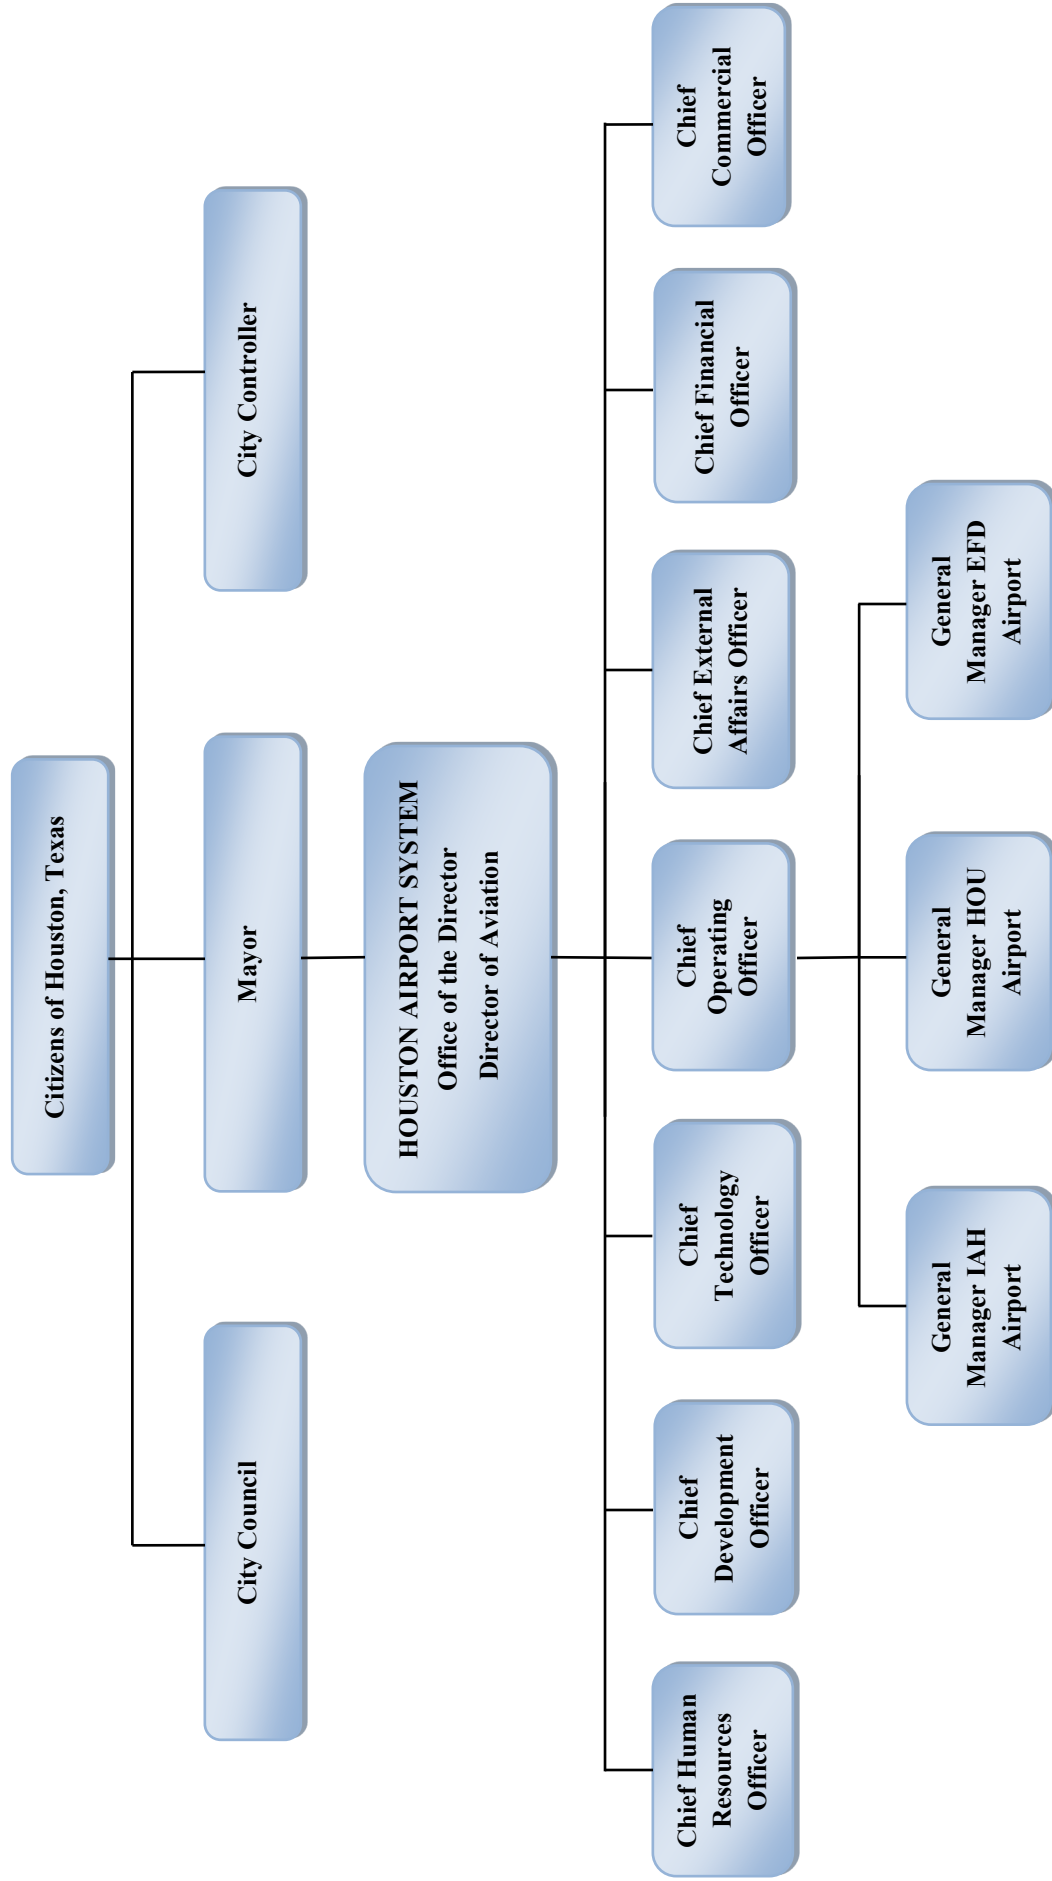 Citizens of Houston, Texas
City Council
Mayor
City Controller
HOUSTON AIRPORT SYSTEM
Office of the Director
Director of Aviation
Chief Human
Resources
Officer
Chief
Development
Officer
Chief
Technology
Officer
Chief
Operating
Officer
Chief External
Affairs Officer
Chief Financial
Officer
Chief
Commercial
Officer
General
Manager IAH
Airport
General
Manager HOU
Airport
General
Manager EFD
Airport